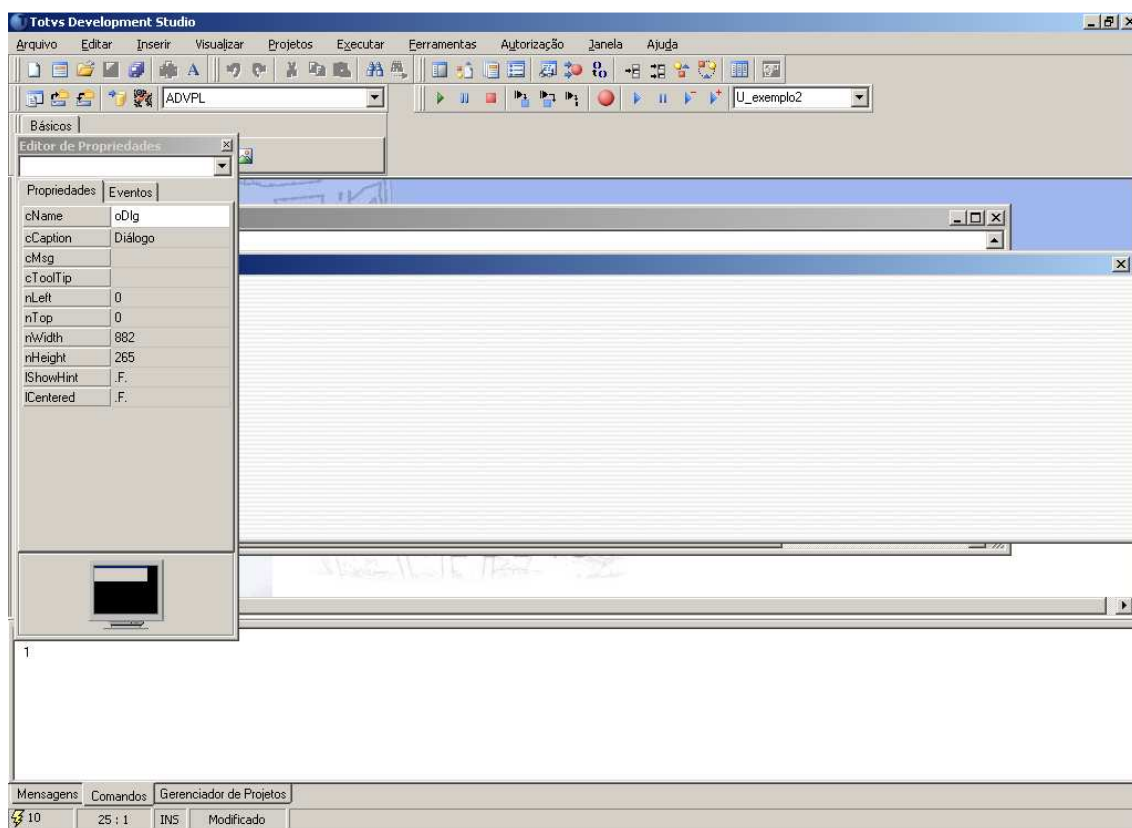 Totvs Development Studio
Arquivo Editar Inserir Visualizar Projetos Executar Ferramentas Autorização Janela Ajuda
ADVPL U_exemplo2
Básicos
Editor de Propriedades
Propriedades Eventos
cName oDlg
cCaption Diálogo
cMsg
cToolTip
nLeft 0
nTop 0
nWidth 882
nHeight 265
lShowHint .F.
lCentered .F.
1
Mensagens Comandos Gerenciador de Projetos
10 25 : 1 INS Modificado